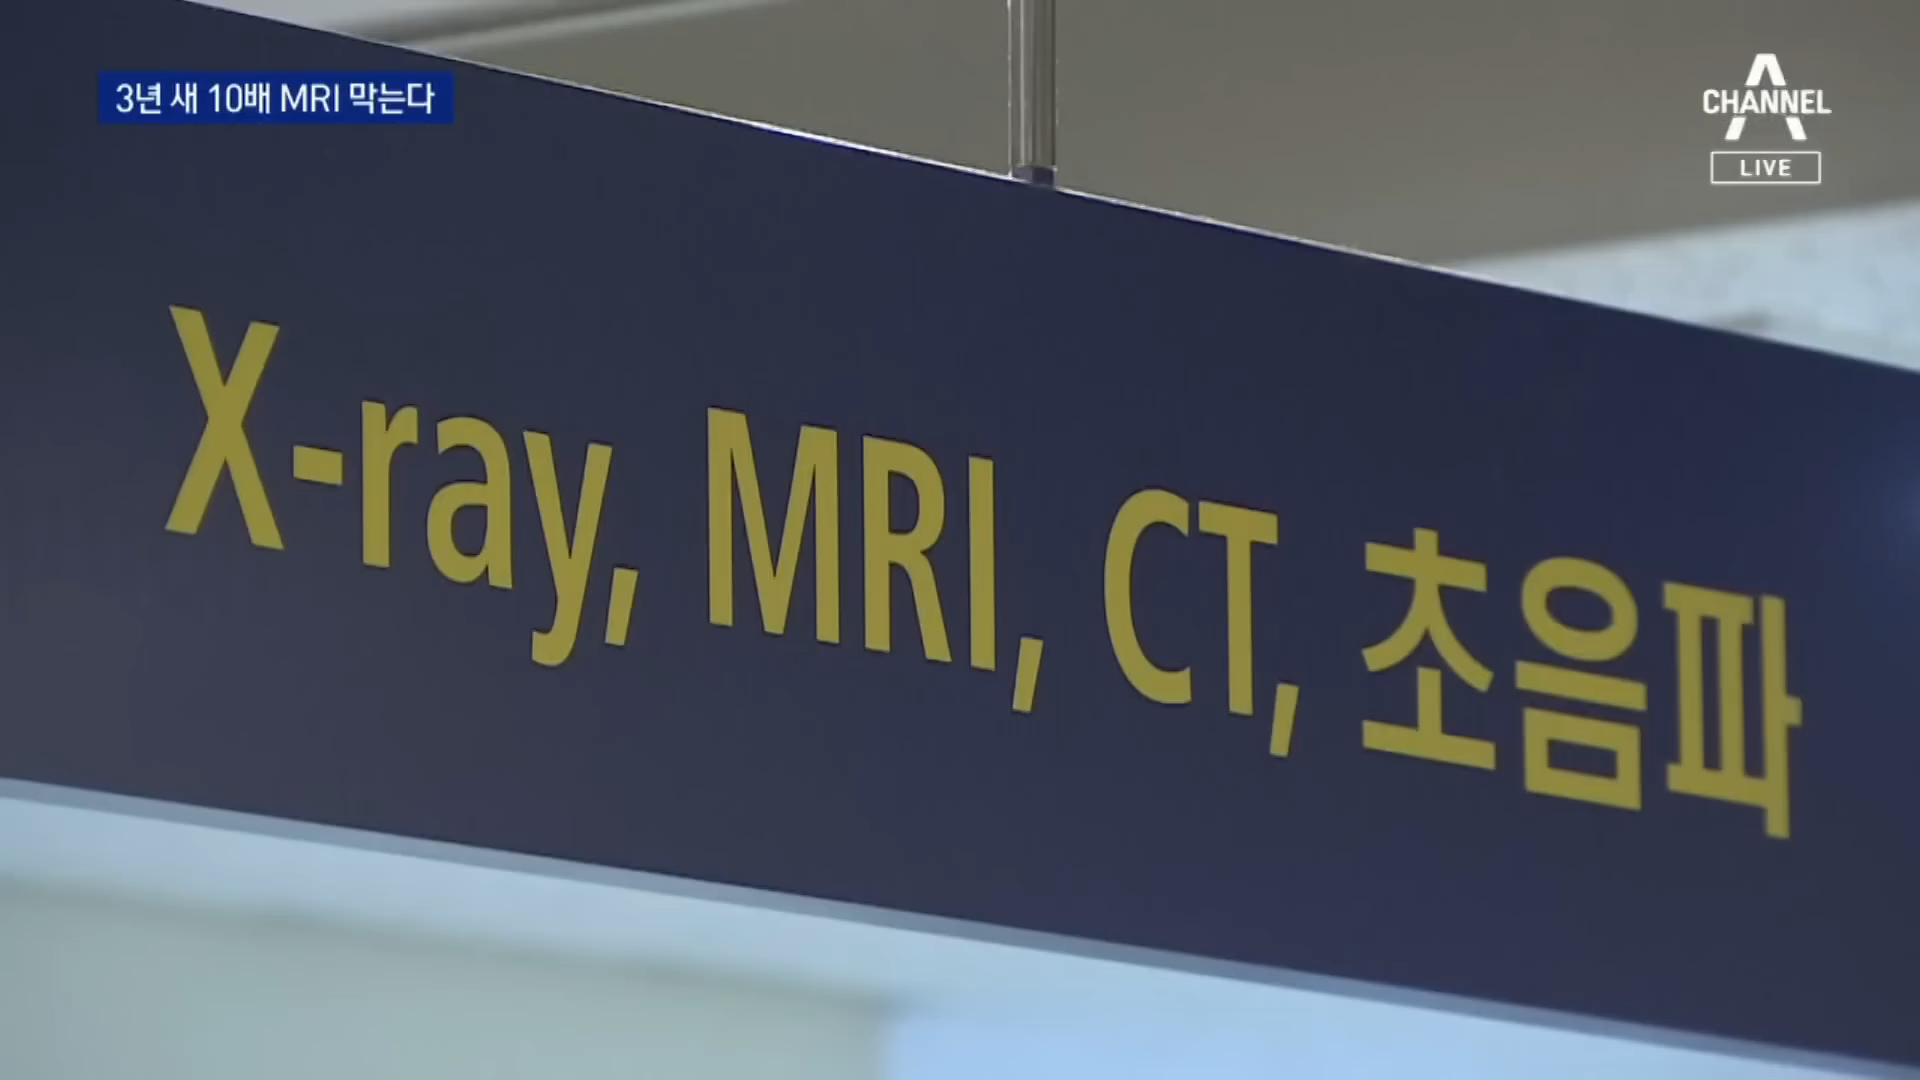 3년 새 10배 MRI 막는다
CHANNEL A
LIVE
X-ray, MRI, CT, 초음파